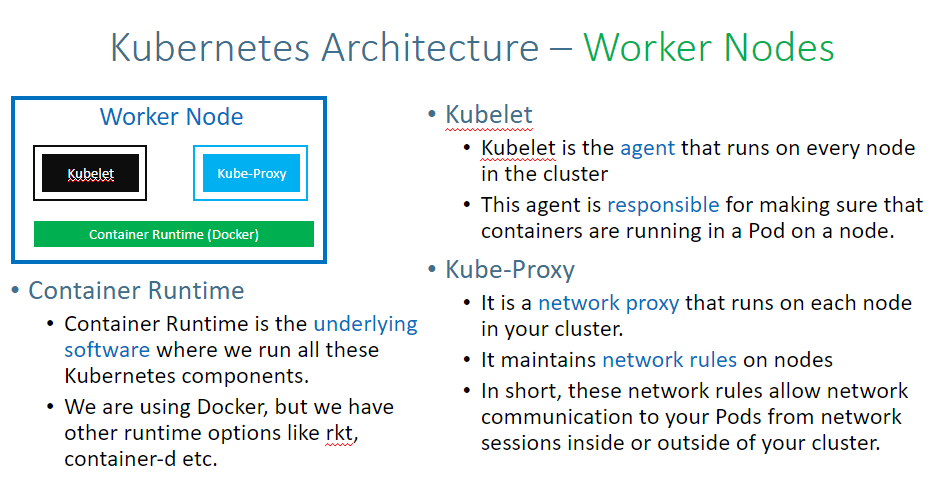 Kubernetes Architecture – Worker Nodes
Worker Node
Kubelet
Kube-Proxy
Container Runtime (Docker)
• Container Runtime
• Container Runtime is the underlying
software where we run all these
Kubernetes components.
• We are using Docker, but we have
other runtime options like rkt,
container-d etc.
• Kubelet
• Kubelet is the agent that runs on every node
in the cluster
• This agent is responsible for making sure that
containers are running in a Pod on a node.
• Kube-Proxy
• It is a network proxy that runs on each node
in your cluster.
• It maintains network rules on nodes
• In short, these network rules allow network
communication to your Pods from network
sessions inside or outside of your cluster.